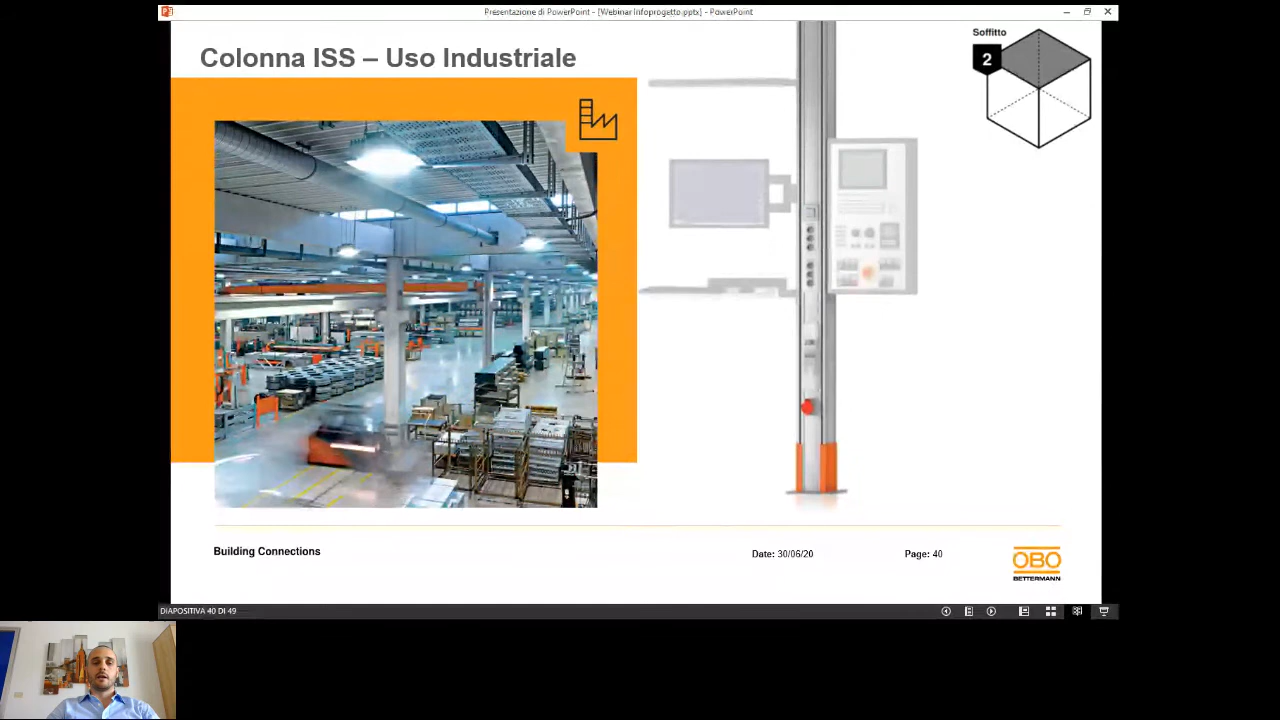 Presentazione di PowerPoint - [Webinar Infoprogetto.pptx] - PowerPoint
Colonna ISS – Uso Industriale
Soffitto
2
Building Connections
Date: 30/06/20
Page: 40
OBO
BETTERMANN
DIAPOSITIVA 40 DI 49